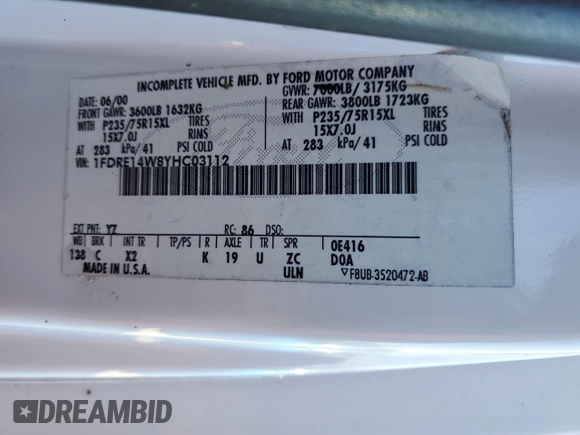 INCOMPLETE VEHICLE MFD. BY FORD MOTOR COMPANY
DATE: 06/00 GVWR: 7000LB/ 3175KG
FRONT GAWR: 3600LB 1632KG REAR GAWR: 3800LB 1723KG
WITH P235/75R15XL TIRES WITH P235/75R15XL TIRES
15X7.0J RIMS 15X7.0J RIMS
AT 283 kPa/ 41 PSI COLD AT 283 kPa/ 41 PSI COLD
VIN: 1FDRE14W8YHC03112
EXT PNT: YZ RC: 86 DSO:
WB BRK INT TR TP/PS R AXLE TR SPR 0E416
138 C X2 K 19 U ZC D0A
MADE IN U.S.A. ULN F8UB-3520472-AB
DREAMBID